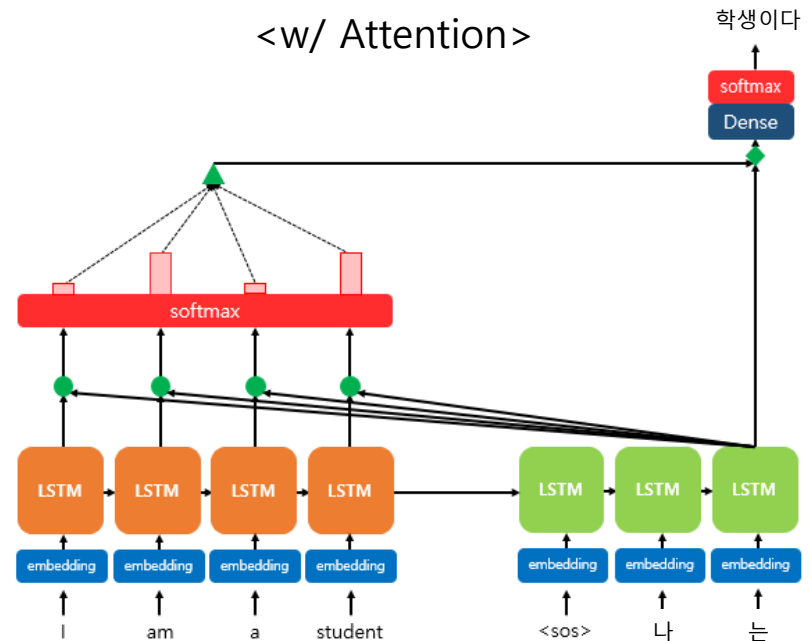 <w/ Attention>
학생이다
softmax
Dense
softmax
LSTM LSTM LSTM LSTM LSTM LSTM LSTM
embedding embedding embedding embedding embedding embedding embedding
I am a student <sos> 나 는